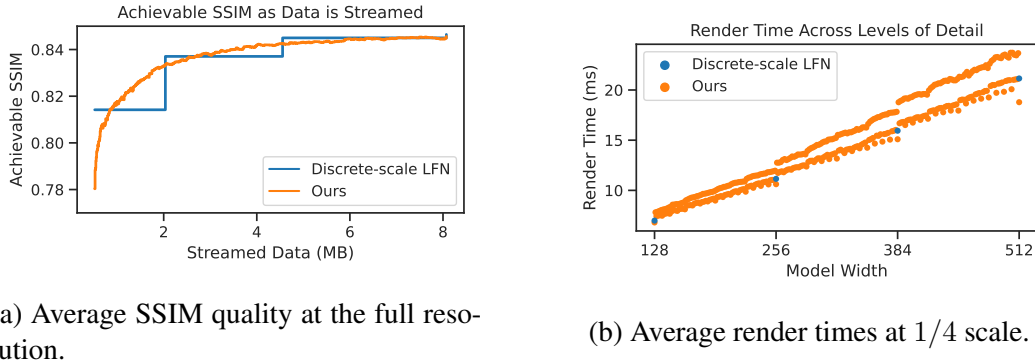 Achievable SSIM as Data is Streamed
Achievable SSIM
0.84
0.82
0.80
0.78
Discrete-scale LFN
Ours
2
4
6
8
Streamed Data (MB)
a) Average SSIM quality at the full reso-
ution.
Render Time Across Levels of Detail
Render Time (ms)
20
15
10
Discrete-scale LFN
Ours
128
256
384
512
Model Width
(b) Average render times at 1/4 scale.